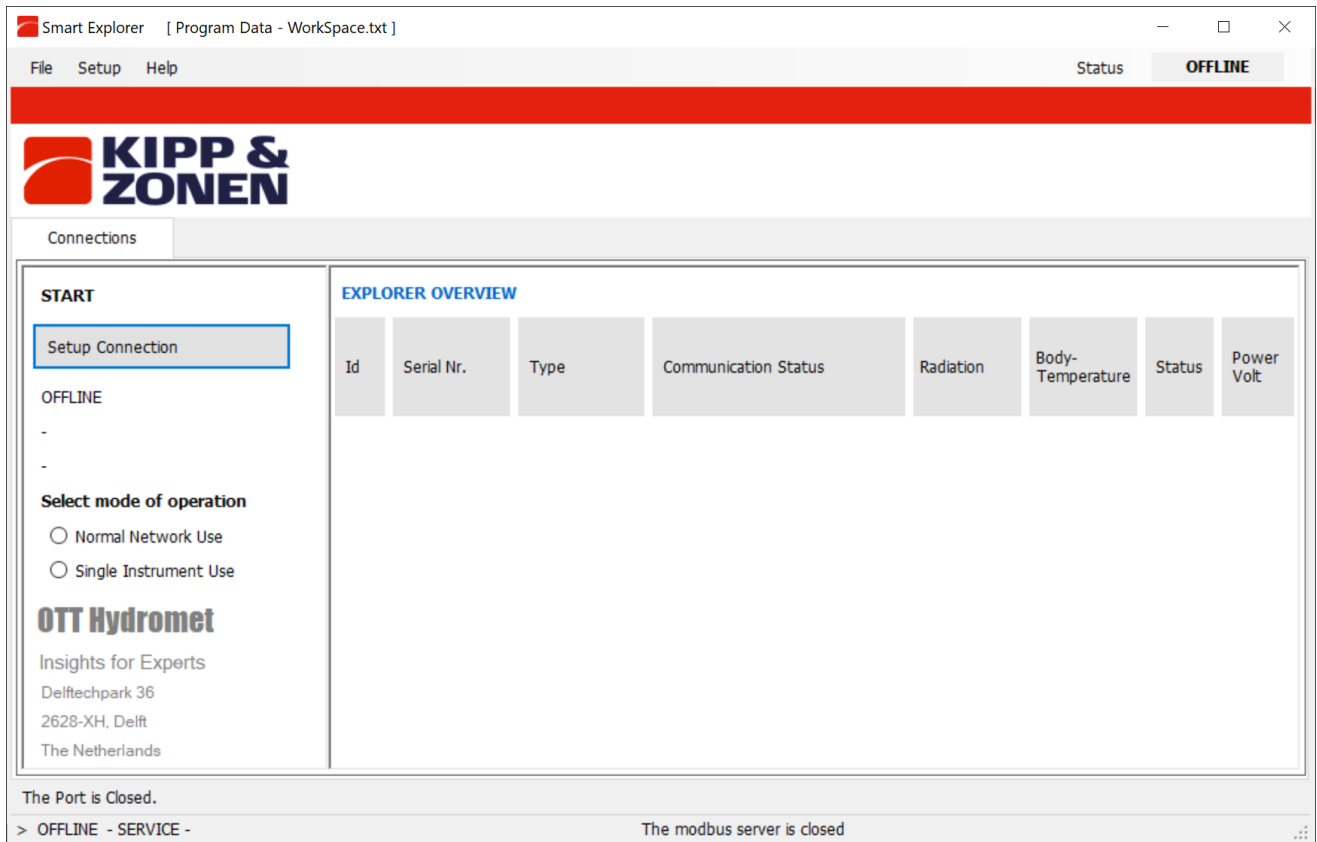 Smart Explorer [ Program Data - WorkSpace.txt ]
File Setup Help Status OFFLINE
KIPP &
ZONEN
Connections
START
Setup Connection
OFFLINE
-
-
Select mode of operation
Normal Network Use
Single Instrument Use
OTT Hydromet
Insights for Experts
Delftechpark 36
2628-XH, Delft
The Netherlands
EXPLORER OVERVIEW
Id Serial Nr. Type Communication Status Radiation Body-Temperature Status Power Volt
The Port is Closed.
> OFFLINE - SERVICE - The modbus server is closed